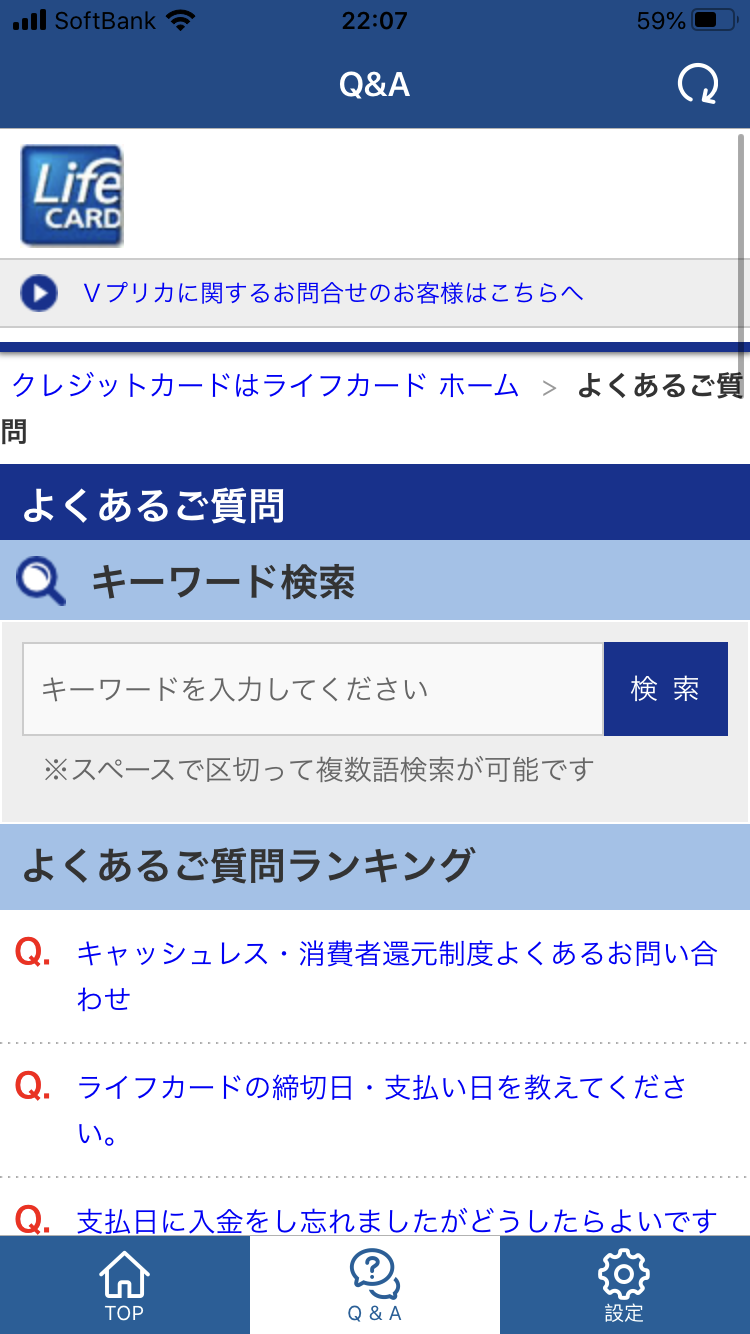 SoftBank 22:07 59%
Q&A
Life
CARD
Vプリカに関するお問合せのお客様はこちらへ
クレジットカードはライフカード ホーム > よくあるご質
問
よくあるご質問
キーワード検索
キーワードを入力してください 検 索
※スペースで区切って複数語検索が可能です
よくあるご質問ランキング
Q. キャッシュレス・消費者還元制度よくあるお問い合
わせ
Q. ライフカードの締切日・支払い日を教えてくださ
い。
Q. 支払日に入金をし忘れましたがどうしたらよいです
TOP Q & A 設定